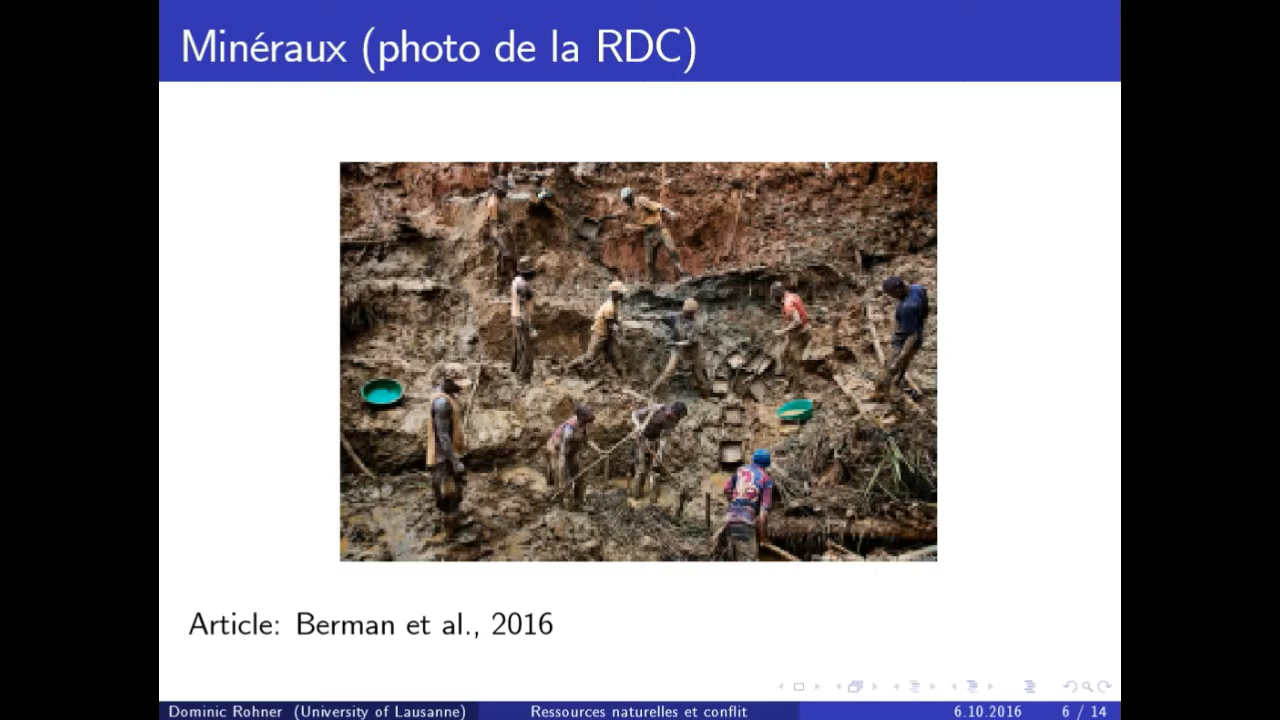 Minéraux (photo de la RDC)
Article: Berman et al., 2016
Dominic Rohner (University of Lausanne) Ressources naturelles et conflit 6.10.2016 6 / 14